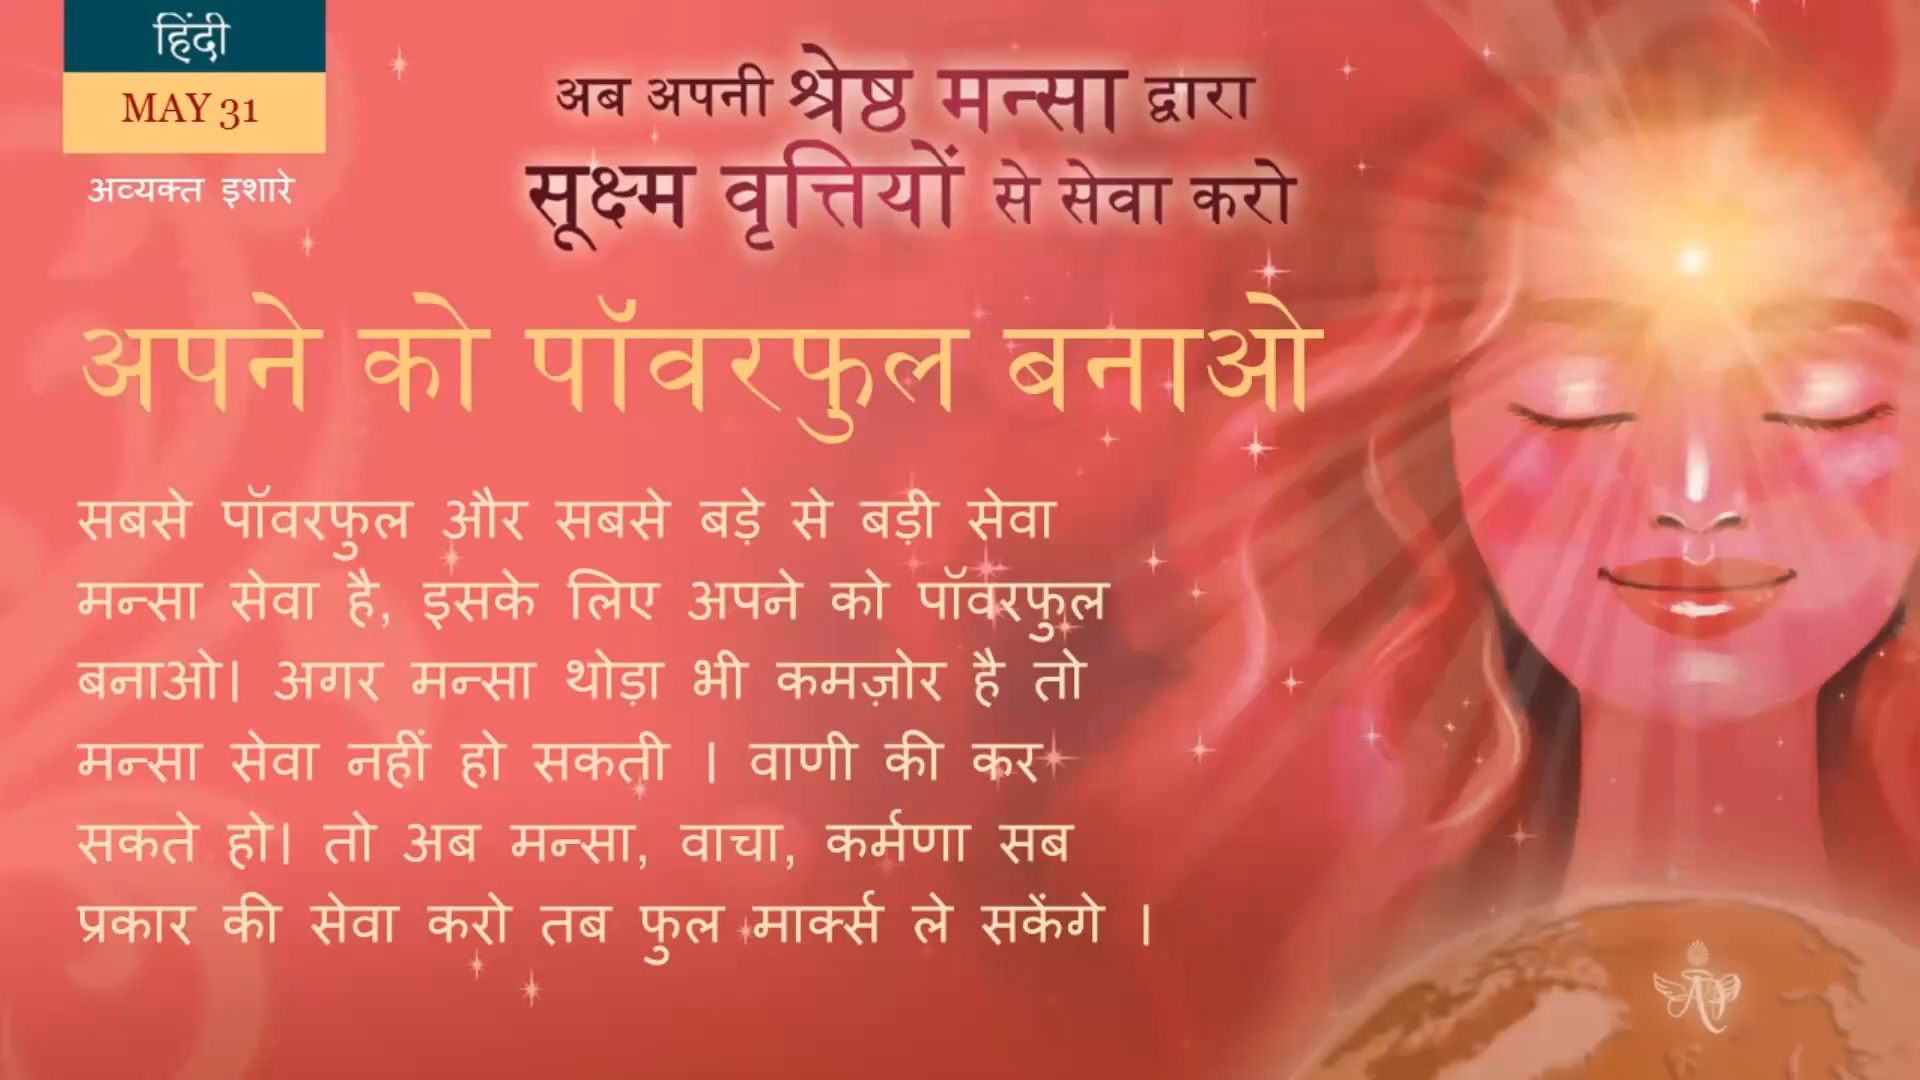 हिंदी
MAY 31
अव्यक्त इशारे
अब अपनी श्रेष्ठ मन्सा द्वारा
सूक्ष्म वृत्तियों से सेवा करो
अपने को पॉवरफुल बनाओ
सबसे पॉवरफुल और सबसे बड़े से बड़ी सेवा
मन्सा सेवा है, इसके लिए अपने को पॉवरफुल
बनाओ। अगर मन्सा थोड़ा भी कमज़ोर है तो
मन्सा सेवा नहीं हो सकती । वाणी की कर
सकते हो। तो अब मन्सा, वाचा, कर्मणा सब
प्रकार की सेवा करो तब फुल मार्क्स ले सकेंगे ।